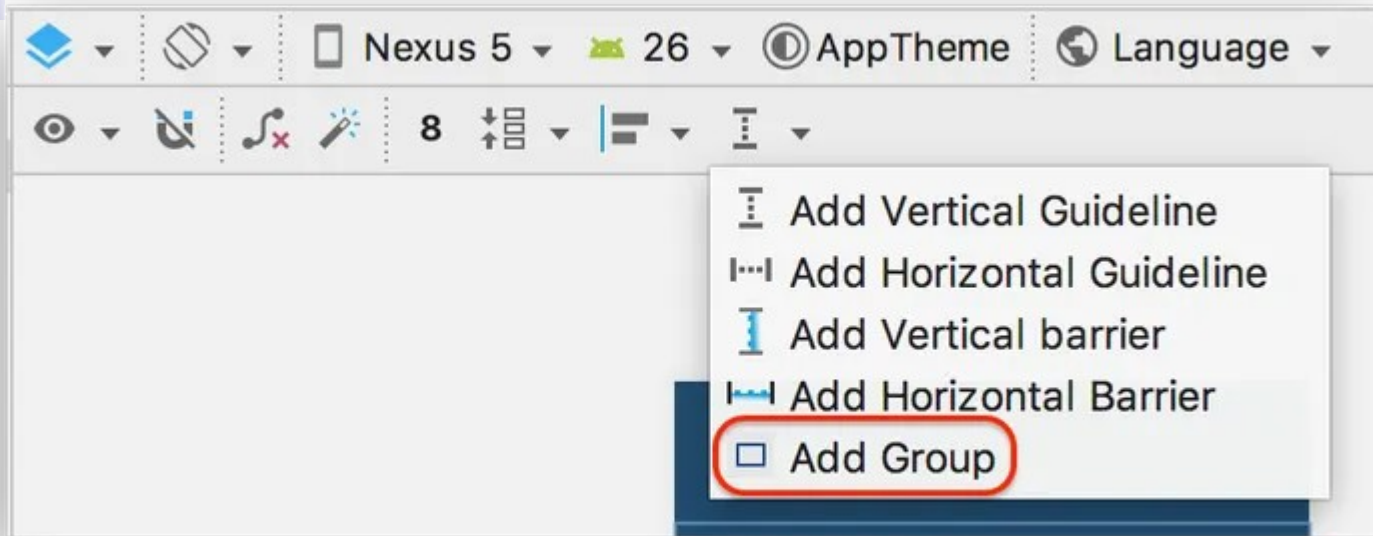 Nexus 5 26 AppTheme Language
8
Add Vertical Guideline
Add Horizontal Guideline
Add Vertical barrier
Add Horizontal Barrier
Add Group